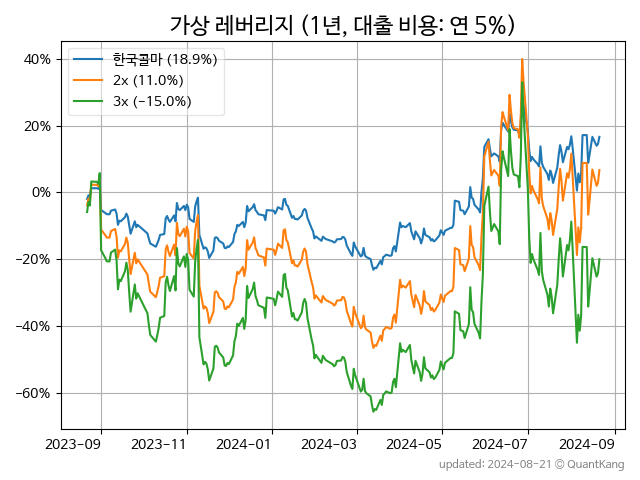 가상 레버리지 (1년, 대출 비용: 연 5%)
한국콜마 (18.9%)
2x (11.0%)
3x (-15.0%)
40%
20%
0%
−20%
−40%
−60%
2023-09
2023-11
2024-01
2024-03
2024-05
2024-07
2024-09
updated: 2024-08-21 © QuantKang